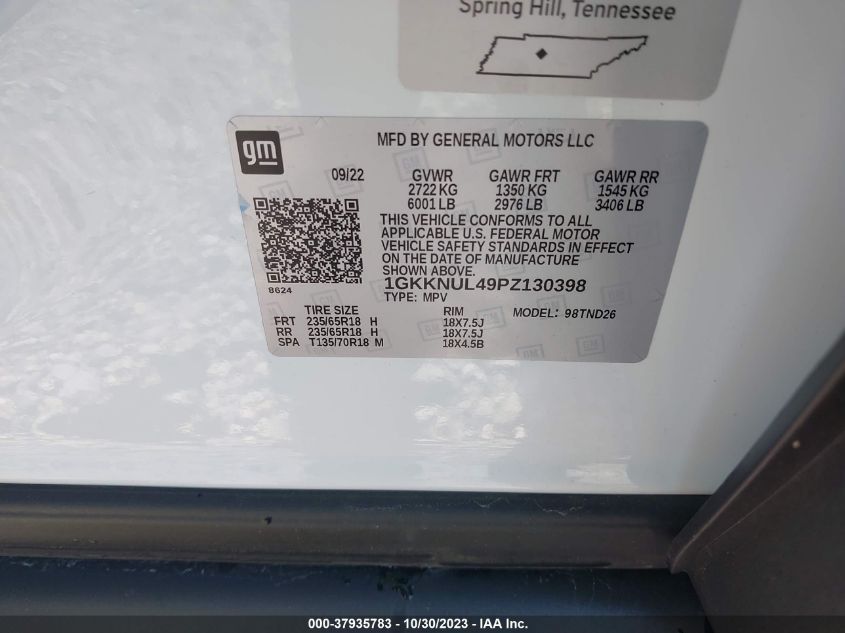 Spring Hill, Tennessee
gm
MFD BY GENERAL MOTORS LLC
09/22 GVWR GAWR FRT GAWR RR
2722 KG 1350 KG 1545 KG
6001 LB 2976 LB 3406 LB
THIS VEHICLE CONFORMS TO ALL
APPLICABLE U.S. FEDERAL MOTOR
VEHICLE SAFETY STANDARDS IN EFFECT
ON THE DATE OF MANUFACTURE
SHOWN ABOVE.
8624
1GKKNUL49PZ130398
TYPE: MPV
TIRE SIZE RIM MODEL: 98TND26
FRT 235/65R18 H 18X7.5J
RR 235/65R18 H 18X7.5J
SPA T135/70R18 M 18X4.5B
000-37935783 - 10/30/2023 - IAA Inc.